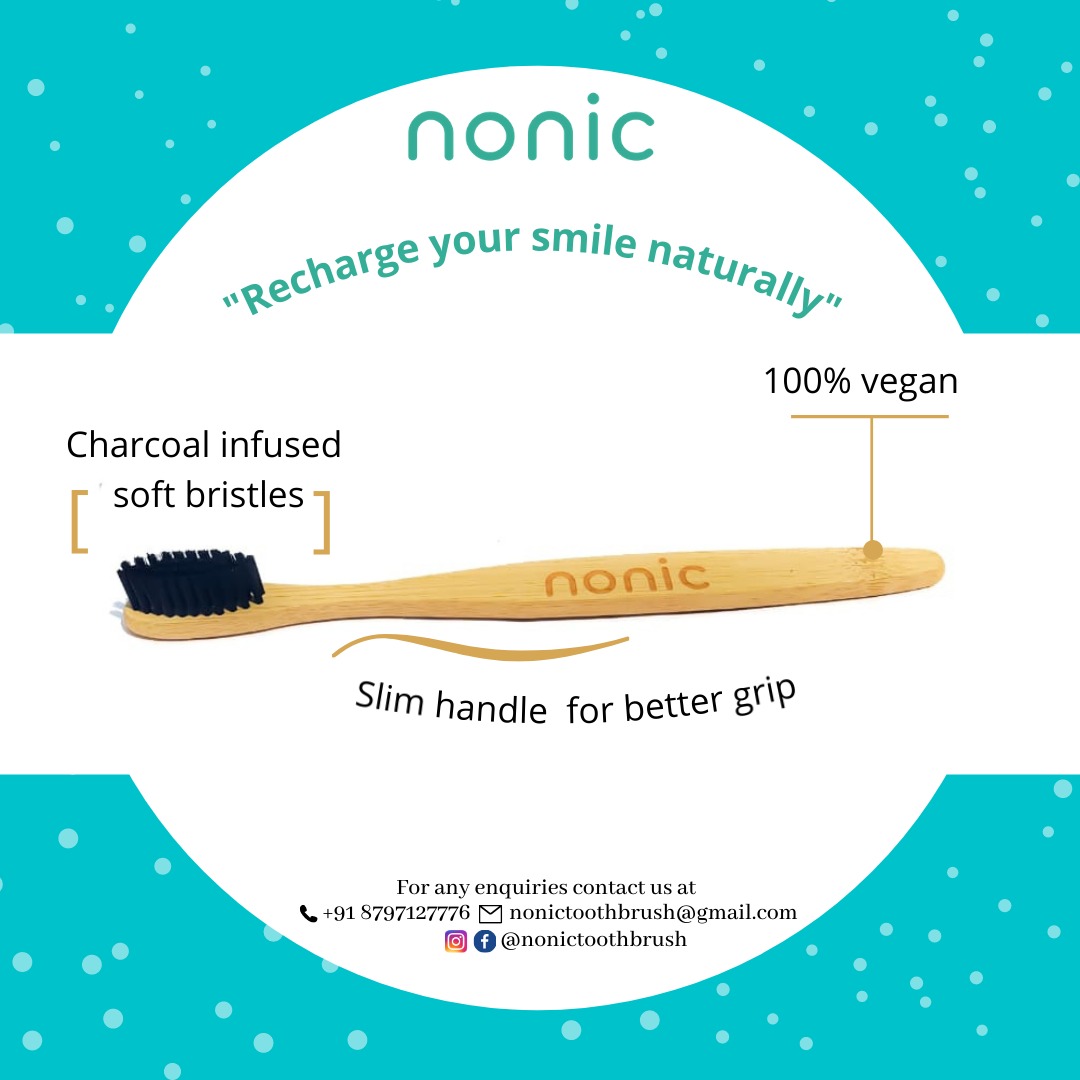 nonic
"Recharge your smile naturally"
100% vegan
Charcoal infused
soft bristles
nonic
Slim handle for better grip
For any enquiries contact us at
+91 8797127776 nonictoothbrush@gmail.com
@nonictoothbrush